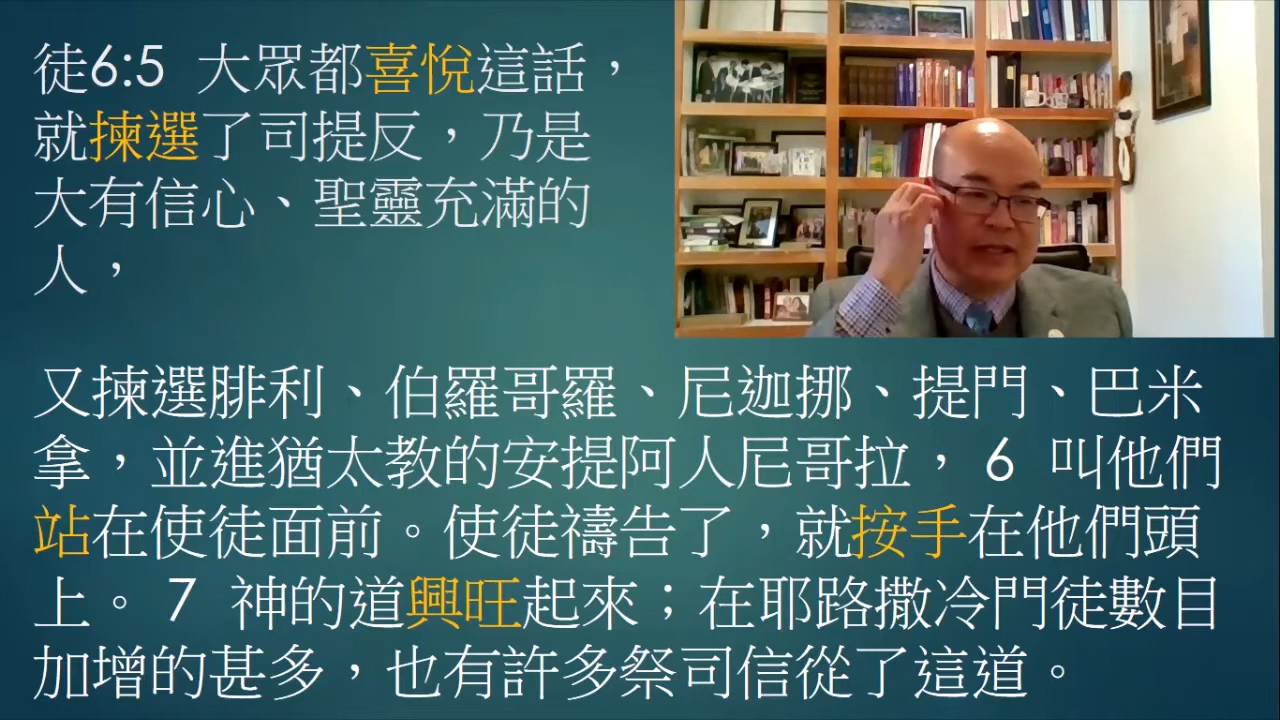 徒6:5 大眾都喜悅這話，
就揀選了司提反，乃是
大有信心、聖靈充滿的
人，
又揀選腓利、伯羅哥羅、尼迦挪、提門、巴米
拿，並進猶太教的安提阿人尼哥拉， 6 叫他們
站在使徒面前。使徒禱告了，就按手在他們頭
上。 7 神的道興旺起來；在耶路撒冷門徒數目
加增的甚多，也有許多祭司信從了這道。